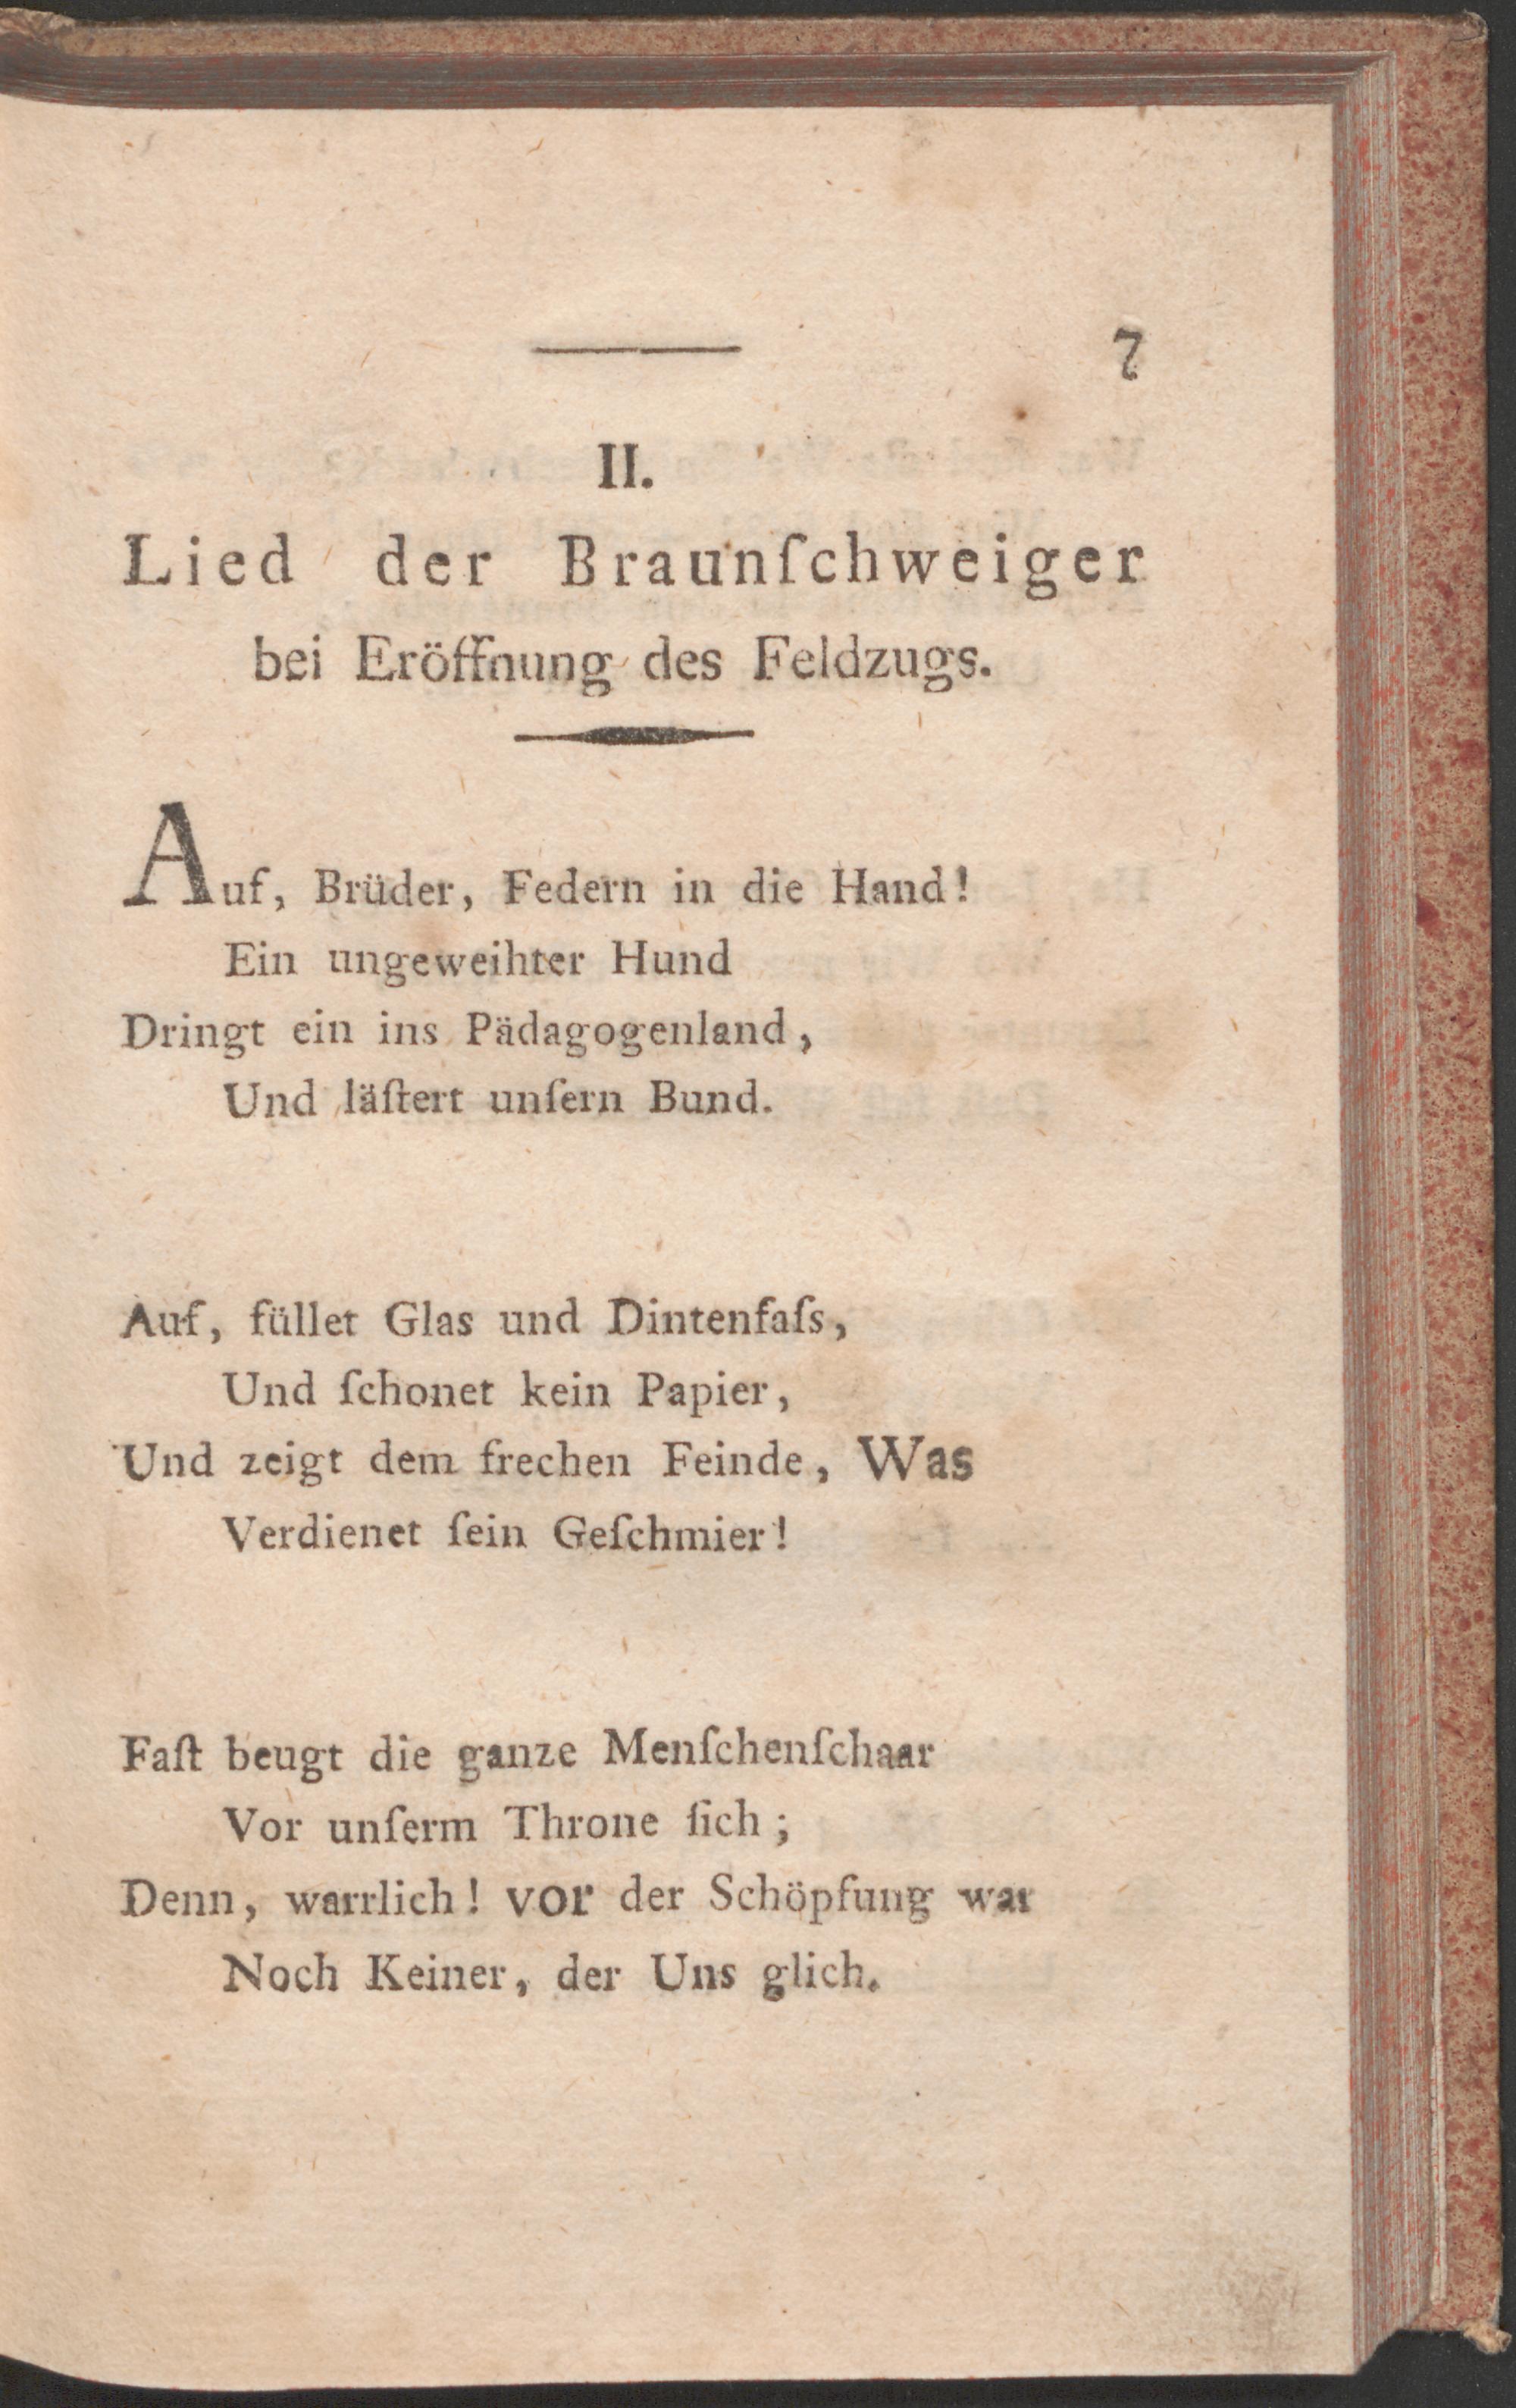 7
II.
Lied der Braunſchweiger
bei Eröffnung des Feldzugs.
Auf, Brüder, Federn in die Hand!
Ein ungeweihter Hund
Dringt ein ins Pädagogenland,
Und läſtert unſern Bund.
Auf, füllet Glas und Dintenfaſs,
Und ſchonet kein Papier,
Und zeigt dem frechen Feinde, Was
Verdienet ſein Geſchmier!
Faſt beugt die ganze Menſchenſchaar
Vor unſerm Throne ſich;
Denn, warrlich! vor der Schöpfung war
Noch Keiner, der Uns glich.